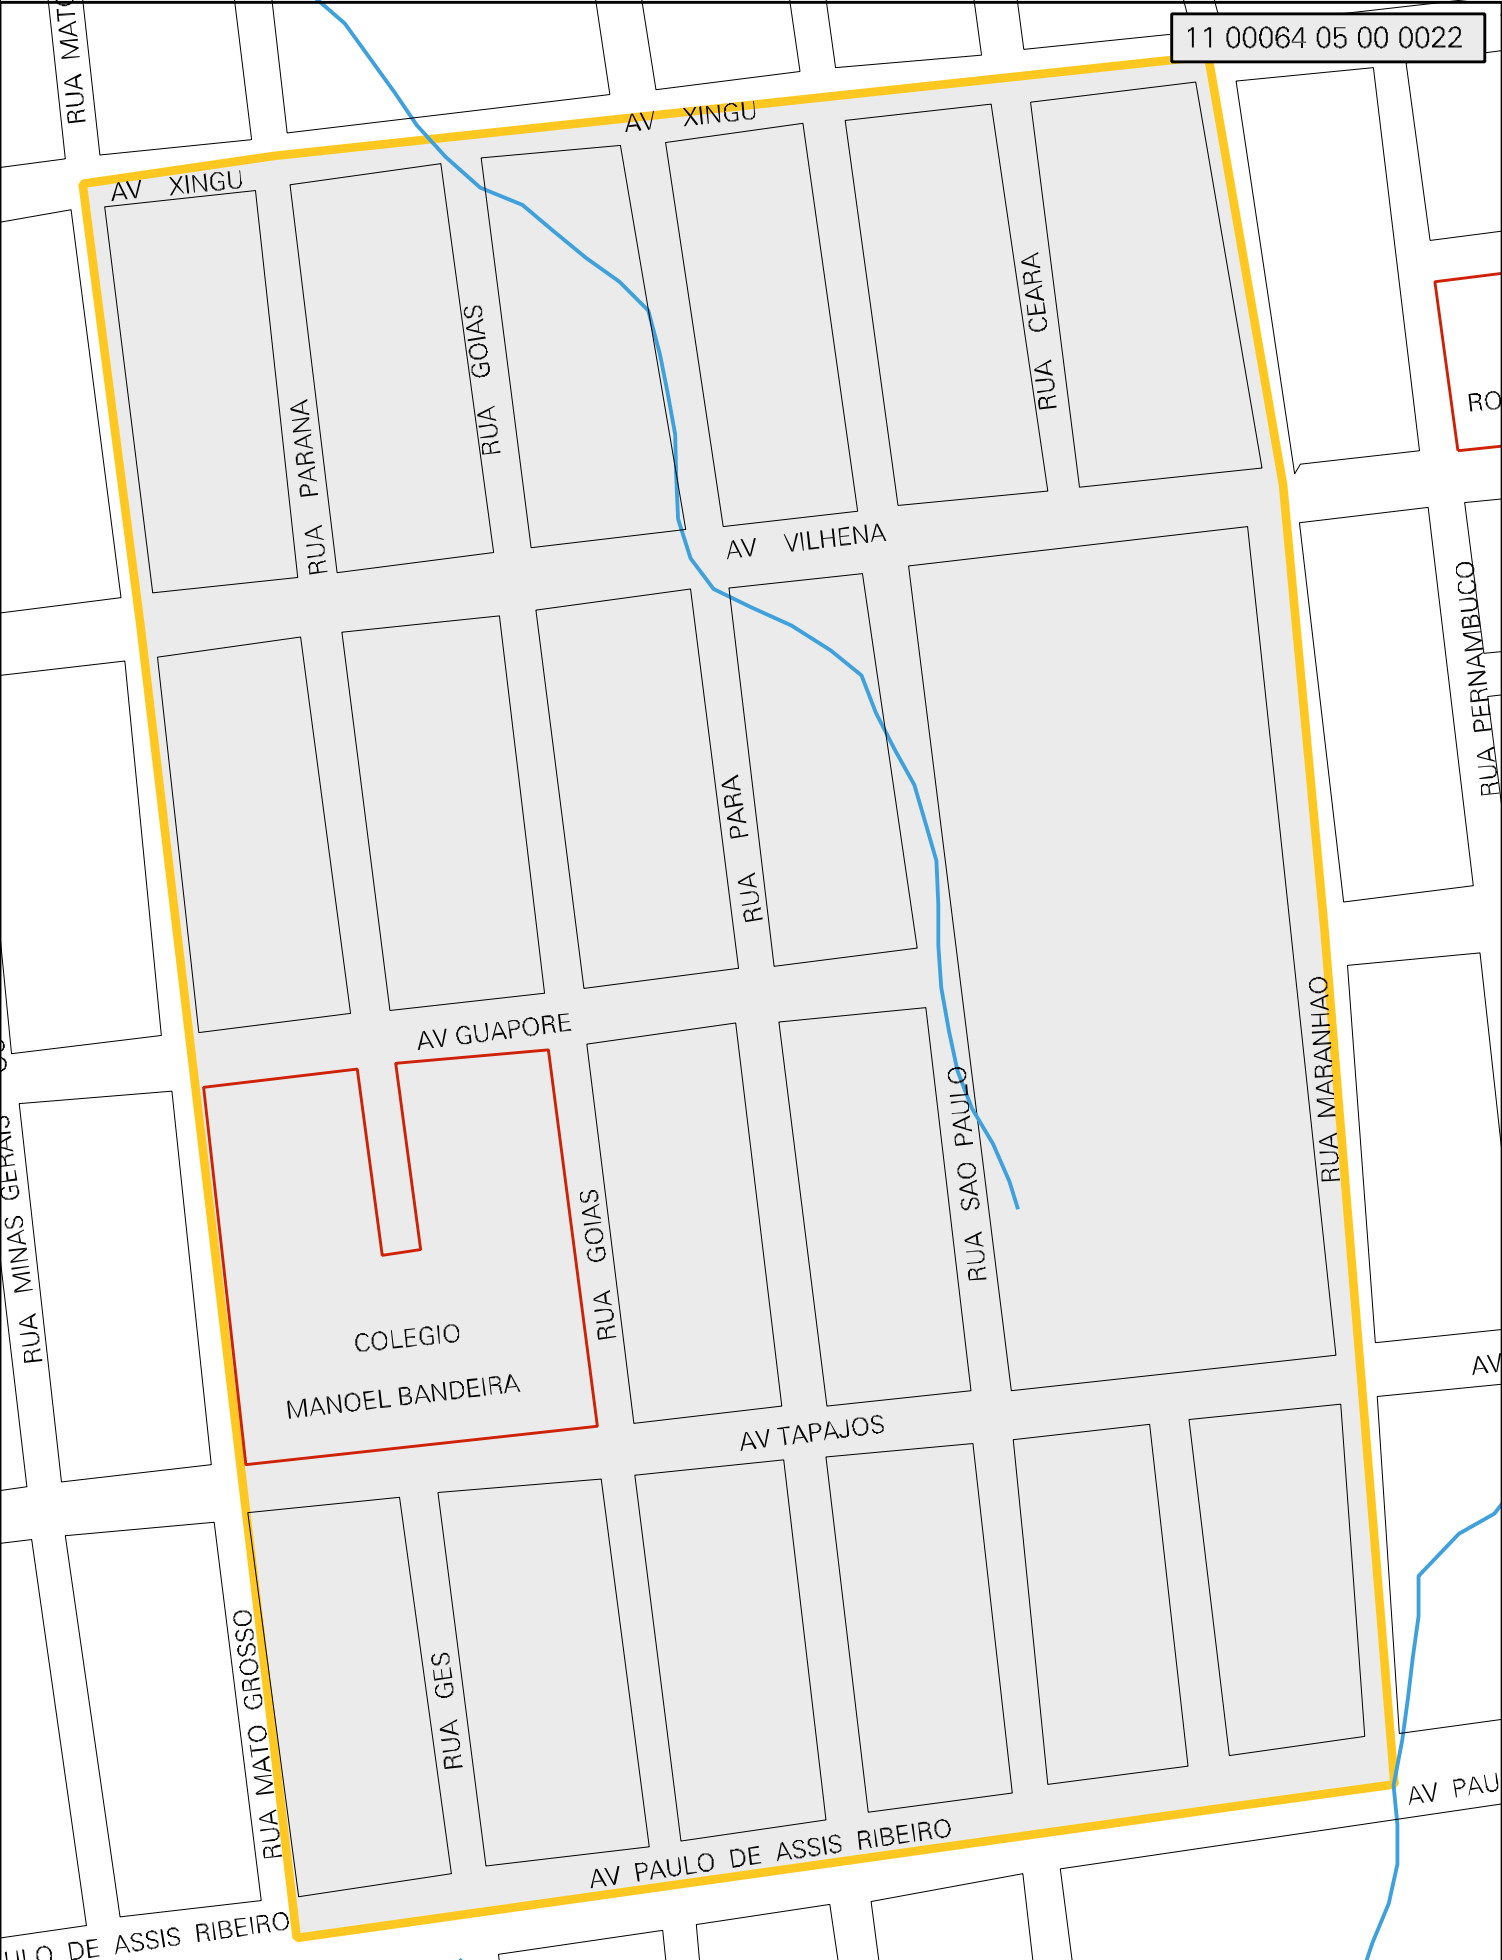 11 00064 05 00 0022
RUA MATO
AV XINGU
AV XINGU
RUA CEARA
RUA GOIAS
RUA PARANA
RO
AV VILHENA
RUA PERNAMBUCO
RUA PARA
AV GUAPORE
RUA MARANHAO
RUA SAO PAULO
RUA MINAS GERAIS
RUA GOIAS
COLEGIO
MANOEL BANDEIRA
AV
AV TAPAJOS
RUA MATO GROSSO
RUA GES
AV PAU
AV PAULO DE ASSIS RIBEIRO
ULO DE ASSIS RIBEIRO